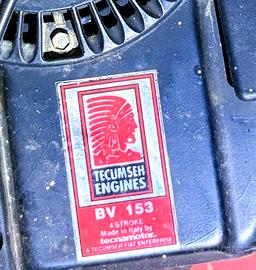 TECUMSEH
ENGINES
BV 153
4 STROKE
Made in Italy by
tecnamotor
A TECUMSEH FIAT ENTERPRISE